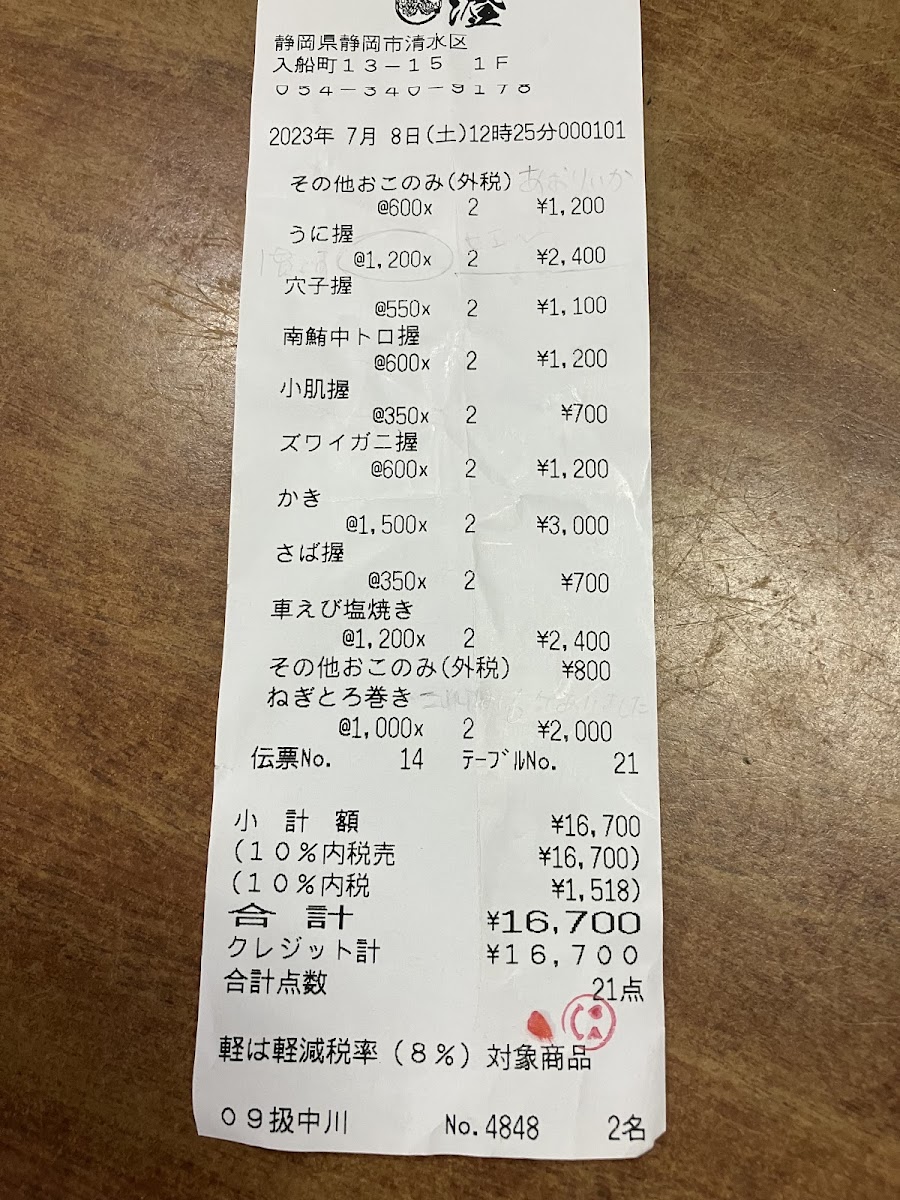 澄
静岡県静岡市清水区
入船町13-15 1F
054-340-9178
2023年 7月 8日(土)12時25分000101
その他おこのみ(外税) あおりいか
@600x 2 ¥1,200
うに握
@1,200x 2 ¥2,400
穴子握
@550x 2 ¥1,100
南鮪中トロ握
@600x 2 ¥1,200
小肌握
@350x 2 ¥700
ズワイガニ握
@600x 2 ¥1,200
かき
@1,500x 2 ¥3,000
さば握
@350x 2 ¥700
車えび塩焼き
@1,200x 2 ¥2,400
その他おこのみ(外税) ¥800
ねぎとろ巻き
@1,000x 2 ¥2,000
伝票No. 14 テーブルNo. 21
小 計 額 ¥16,700
(10%内税売 ¥16,700)
(10%内税 ¥1,518)
合 計 ¥16,700
クレジット計 ¥16,700
合計点数 21点
軽は軽減税率(8%)対象商品
09扱中川 No.4848 2名